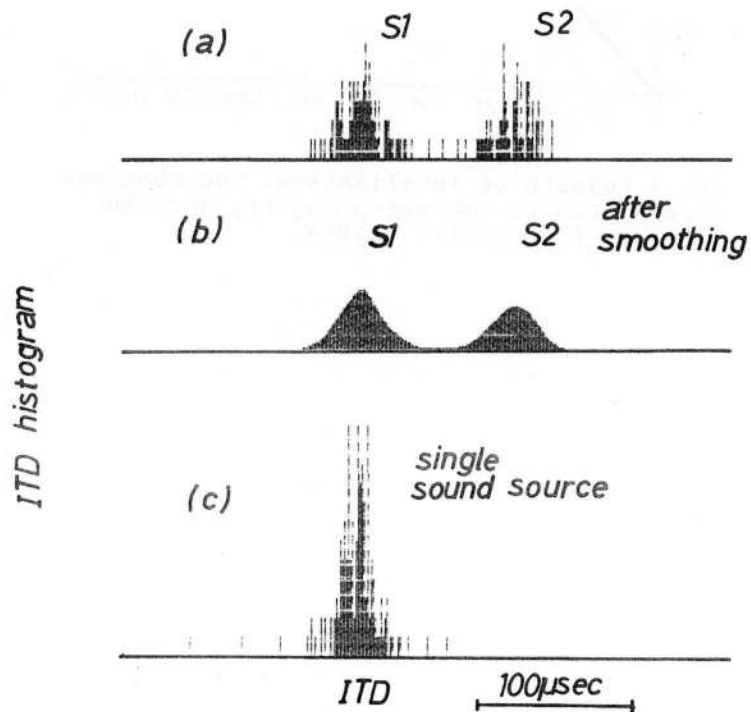 (a) S1 S2
(b) S1 S2 after
smoothing
ITD histogram
(c) single
sound source
ITD 100μsec